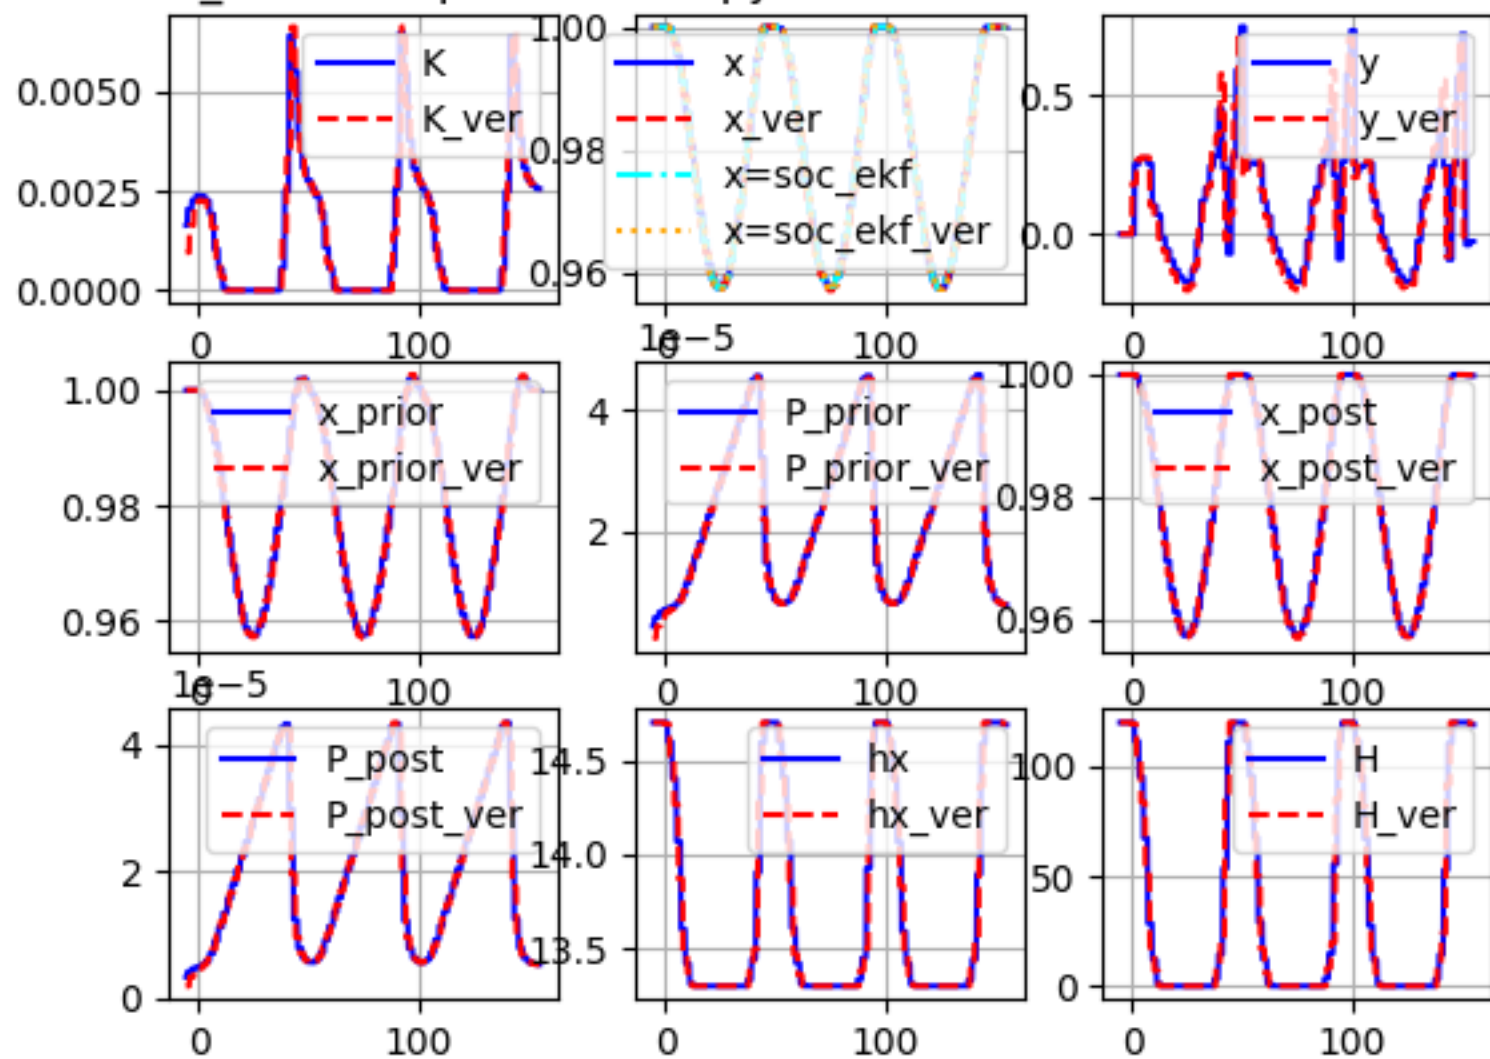 0.0050
0.0025
0.0000
0
100
K
K_ver
1.00
0.98
0.96
0
100
x
x_ver
x=soc_ekf
x=soc_ekf_ver
0.5
0.0
0
100
y
y_ver
1.00
0.98
0.96
0
100
x_prior
x_prior_ver
1e−5
4
2
0
100
P_prior
P_prior_ver
1.00
0.98
0.96
0
100
x_post
x_post_ver
1e−5
4
2
0
0
100
P_post
P_post_ver
14.5
14.0
13.5
0
100
hx
hx_ver
100
50
0
0
100
H
H_ver